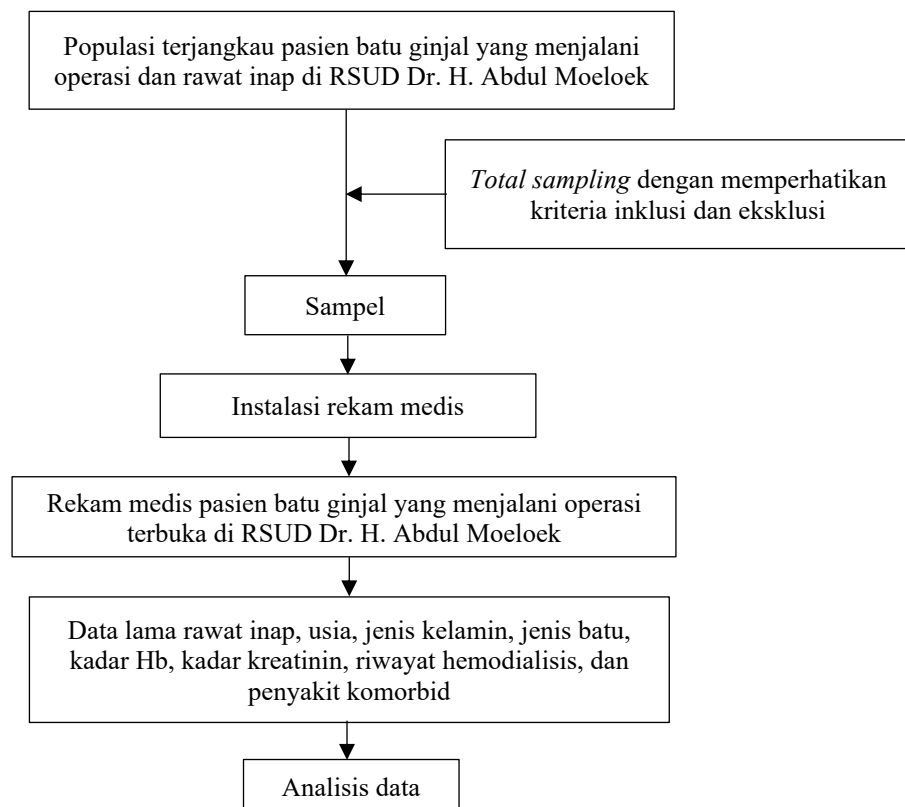 Populasi terjangkau pasien batu ginjal yang menjalani
operasi dan rawat inap di RSUD Dr. H. Abdul Moeloek
Total sampling dengan memperhatikan
kriteria inklusi dan eksklusi
Sampel
Instalasi rekam medis
Rekam medis pasien batu ginjal yang menjalani operasi
terbuka di RSUD Dr. H. Abdul Moeloek
Data lama rawat inap, usia, jenis kelamin, jenis batu,
kadar Hb, kadar kreatinin, riwayat hemodialisis, dan
penyakit komorbid
Analisis data